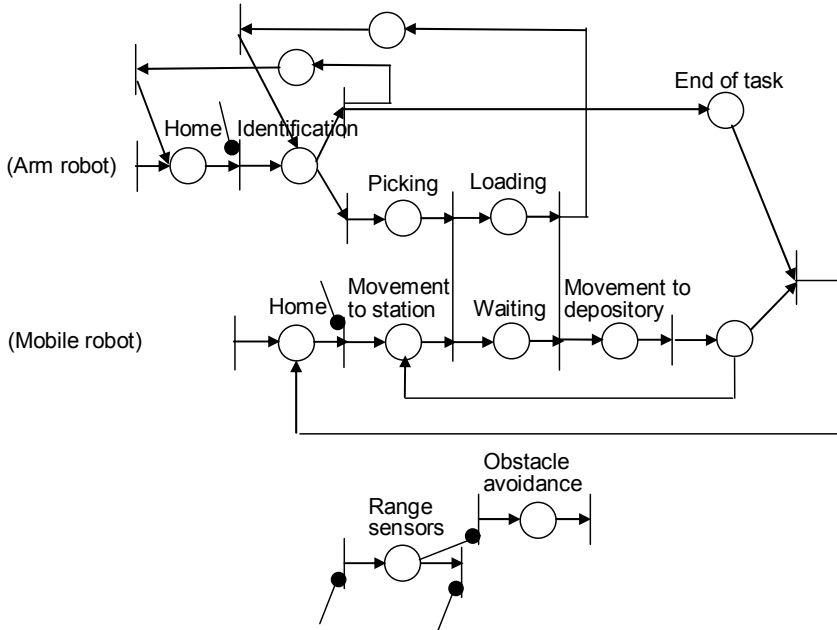 End of task
Home
Identification
(Arm robot)
Picking
Loading
Home
Movement
to station
Waiting
Movement to
depository
(Mobile robot)
Obstacle
avoidance
Range
sensors